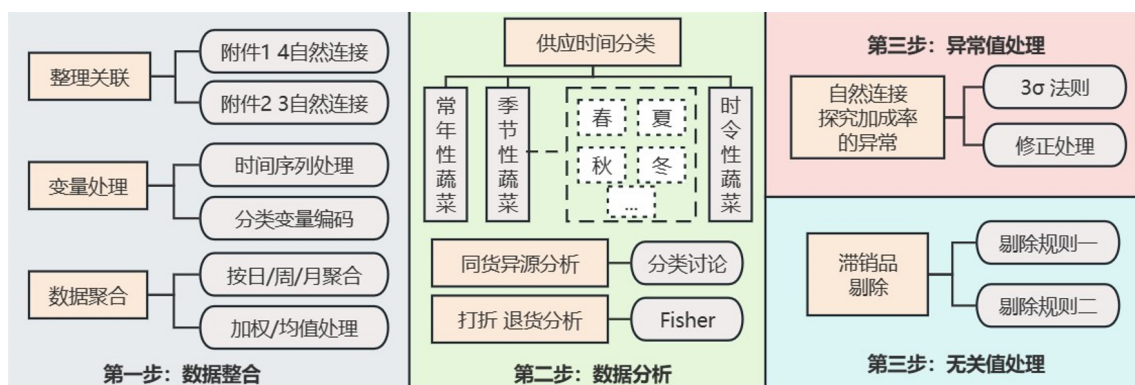 整理关联
附件1 4自然连接
附件2 3自然连接
变量处理
时间序列处理
分类变量编码
数据聚合
按日/周/月聚合
加权/均值处理
第一步：数据整合
供应时间分类
常年性蔬菜
季节性蔬菜
春
夏
秋
冬
...
时令性蔬菜
同货异源分析
分类讨论
打折 退货分析
Fisher
第二步：数据分析
第三步：异常值处理
自然连接
探究加成率
的异常
3σ 法则
修正处理
滞销品
剔除
剔除规则一
剔除规则二
第三步：无关值处理